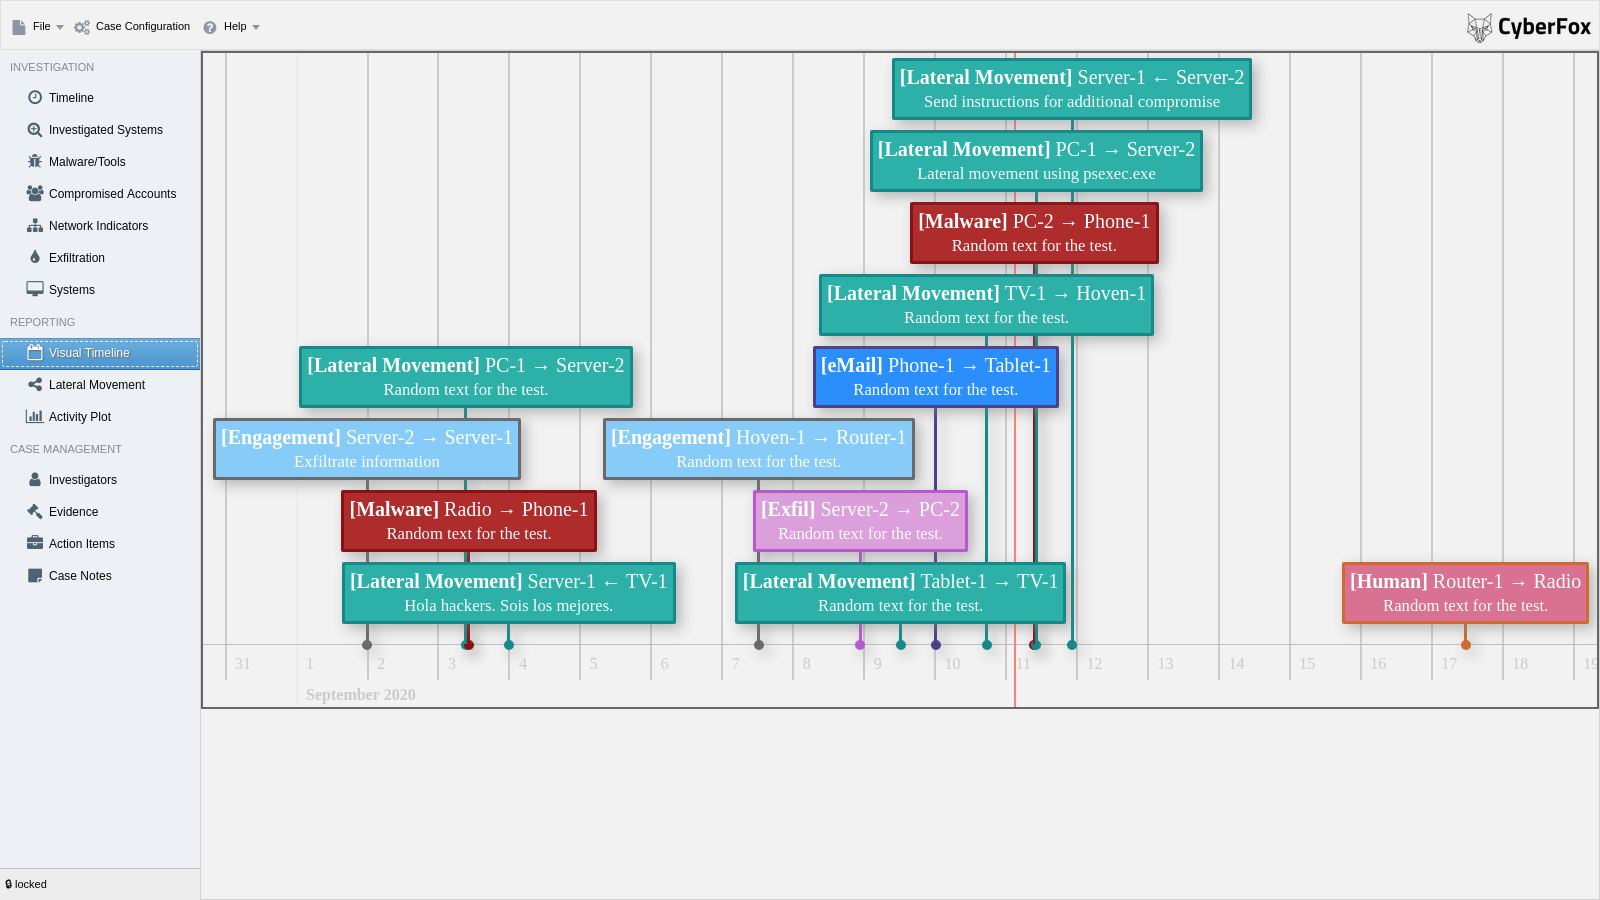 File
Case Configuration
Help
CyberFox
INVESTIGATION
Timeline
Investigated Systems
Malware/Tools
Compromised Accounts
Network Indicators
Exfiltration
Systems
REPORTING
Visual Timeline
Lateral Movement
Activity Plot
CASE MANAGEMENT
Investigators
Evidence
Action Items
Case Notes
locked
[Lateral Movement] Server-1 ← Server-2
Send instructions for additional compromise
[Lateral Movement] PC-1 → Server-2
Lateral movement using psexec.exe
[Malware] PC-2 → Phone-1
Random text for the test.
[Lateral Movement] TV-1 → Hoven-1
Random text for the test.
[Lateral Movement] PC-1 → Server-2
Random text for the test.
[eMail] Phone-1 → Tablet-1
Random text for the test.
[Engagement] Server-2 → Server-1
Exfiltrate information
[Engagement] Hoven-1 → Router-1
Random text for the test.
[Malware] Radio → Phone-1
Random text for the test.
[Exfil] Server-2 → PC-2
Random text for the test.
[Lateral Movement] Server-1 ← TV-1
Hola hackers. Sois los mejores.
[Lateral Movement] Tablet-1 → TV-1
Random text for the test.
[Human] Router-1 → Radio
Random text for the test.
31 1 2 3 4 5 6 7 8 9 10 11 12 13 14 15 16 17 18 19
September 2020